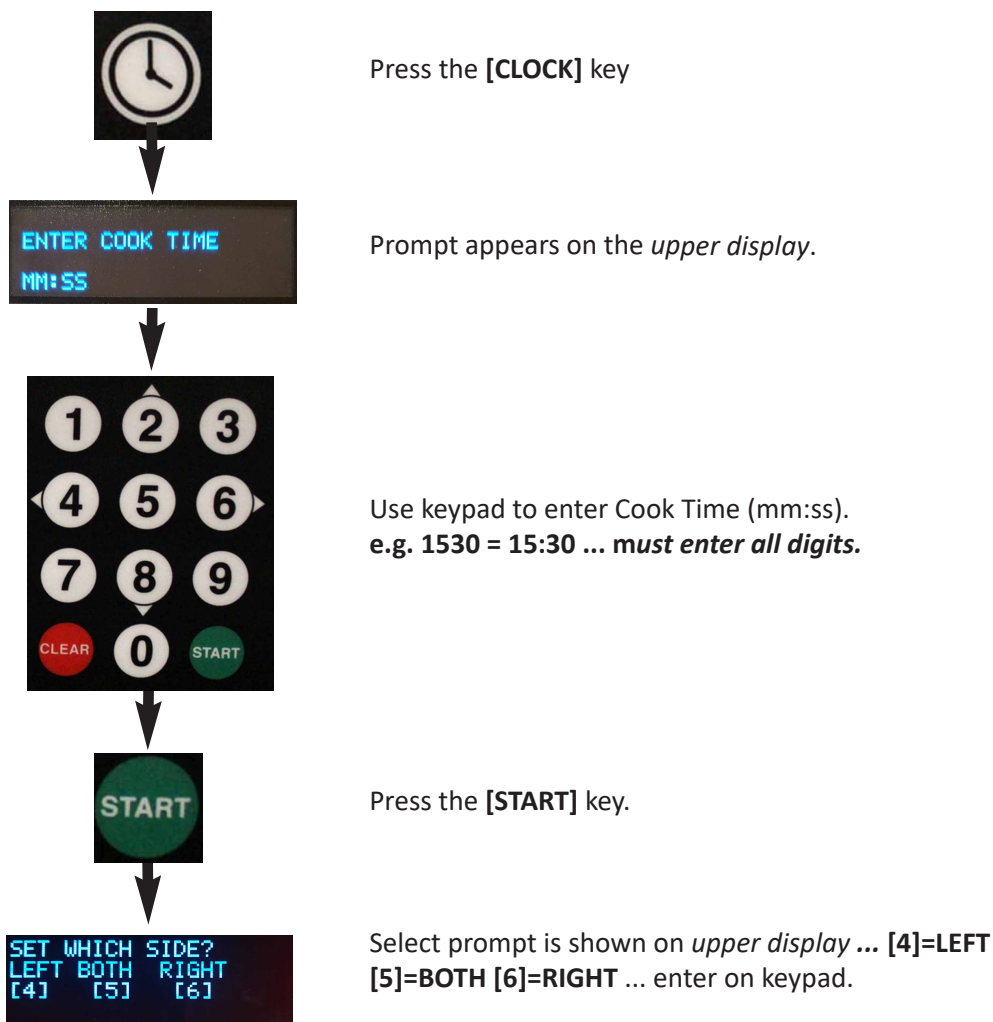 Press the [CLOCK] key
ENTER COOK TIME
MM:SS
Prompt appears on the upper display.
1 2 3
4 5 6
7 8 9
CLEAR 0 START
Use keypad to enter Cook Time (mm:ss).
e.g. 1530 = 15:30 ... must enter all digits.
START
Press the [START] key.
SET WHICH SIDE?
LEFT BOTH RIGHT
[4] [5] [6]
Select prompt is shown on upper display ... [4]=LEFT
[5]=BOTH [6]=RIGHT ... enter on keypad.